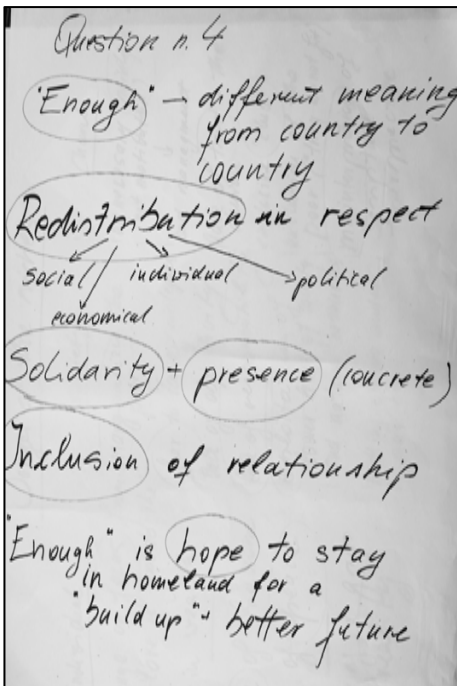 Question n. 4
"Enough" – different meaning
from country to
country
Redistribution in respect
social individual political
economical
Solidarity + presence (concrete)
Inclusion of relationship
"Enough" is hope to stay
in homeland for a
"build up" better future